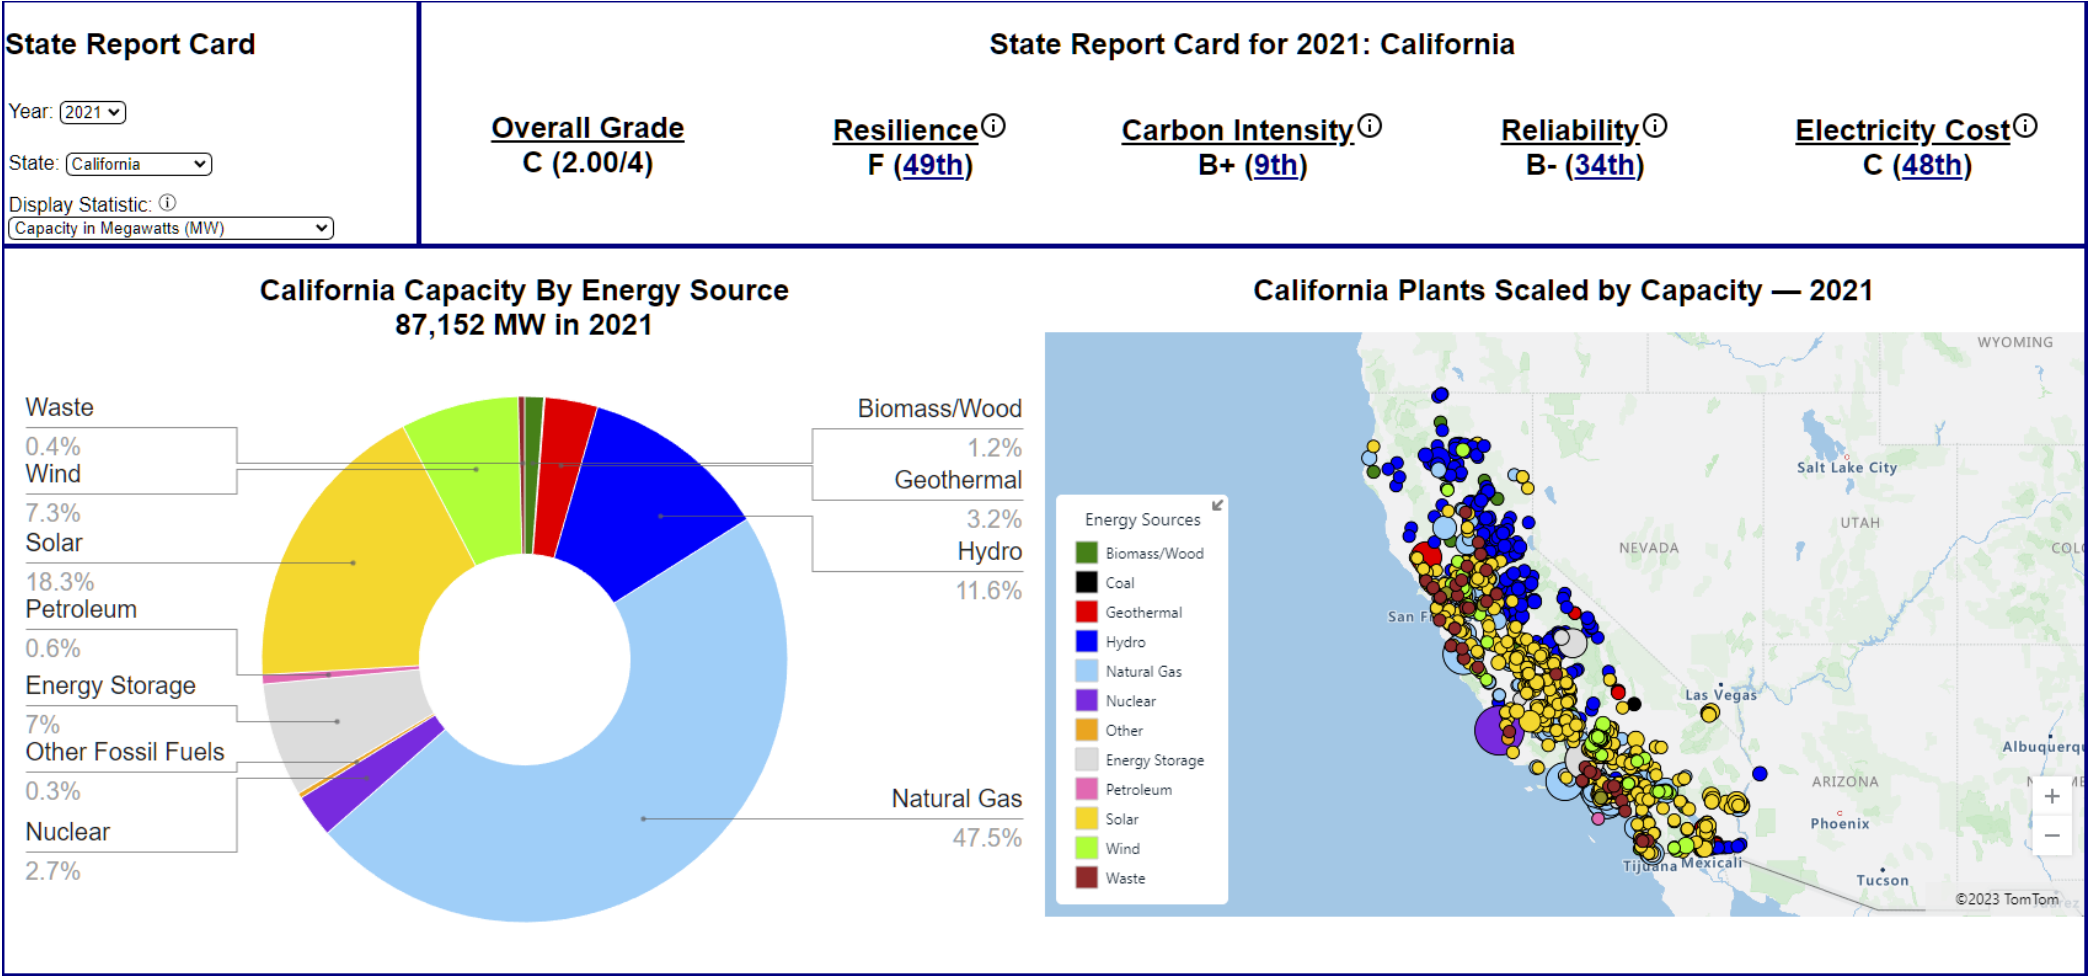 State Report Card
Year: 2021
State: California
Display Statistic: ⓘ
Capacity in Megawatts (MW)
State Report Card for 2021: California
Overall Grade
C (2.00/4)
Resilience ⓘ
F (49th)
Carbon Intensity ⓘ
B+ (9th)
Reliability ⓘ
B- (34th)
Electricity Cost ⓘ
C (48th)
California Capacity By Energy Source
87,152 MW in 2021
Waste
0.4%
Wind
7.3%
Solar
18.3%
Petroleum
0.6%
Energy Storage
7%
Other Fossil Fuels
0.3%
Nuclear
2.7%
Biomass/Wood
1.2%
Geothermal
3.2%
Hydro
11.6%
Natural Gas
47.5%
California Plants Scaled by Capacity — 2021
Energy Sources
Biomass/Wood
Coal
Geothermal
Hydro
Natural Gas
Nuclear
Other
Energy Storage
Petroleum
Solar
Wind
Waste
WYOMING
Salt Lake City
UTAH
NEVADA
COLO
San Fr
Las Vegas
Albuquerqu
ARIZONA
Phoenix
Tijuana
Mexicali
Tucson
+
−
©2023 TomTom